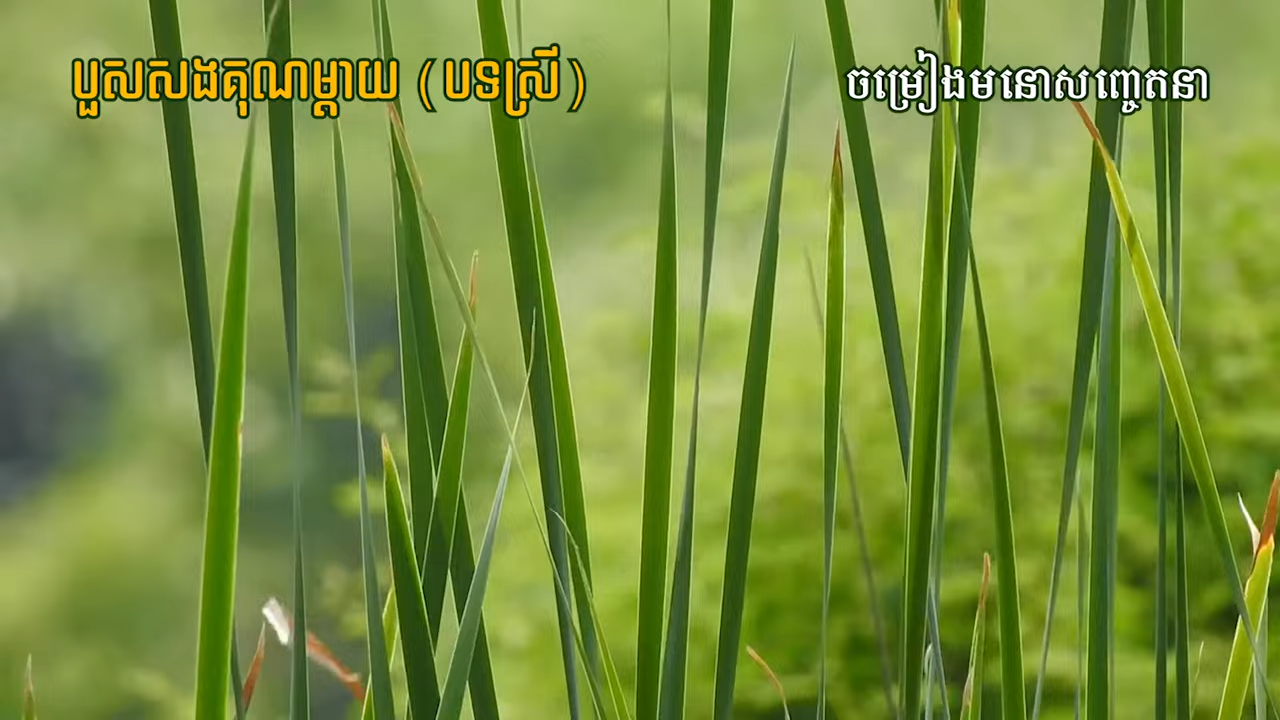 បួសសងគុណម្តាយ (បទស្រី)
ចម្រៀងមនោសញ្ចេតនា